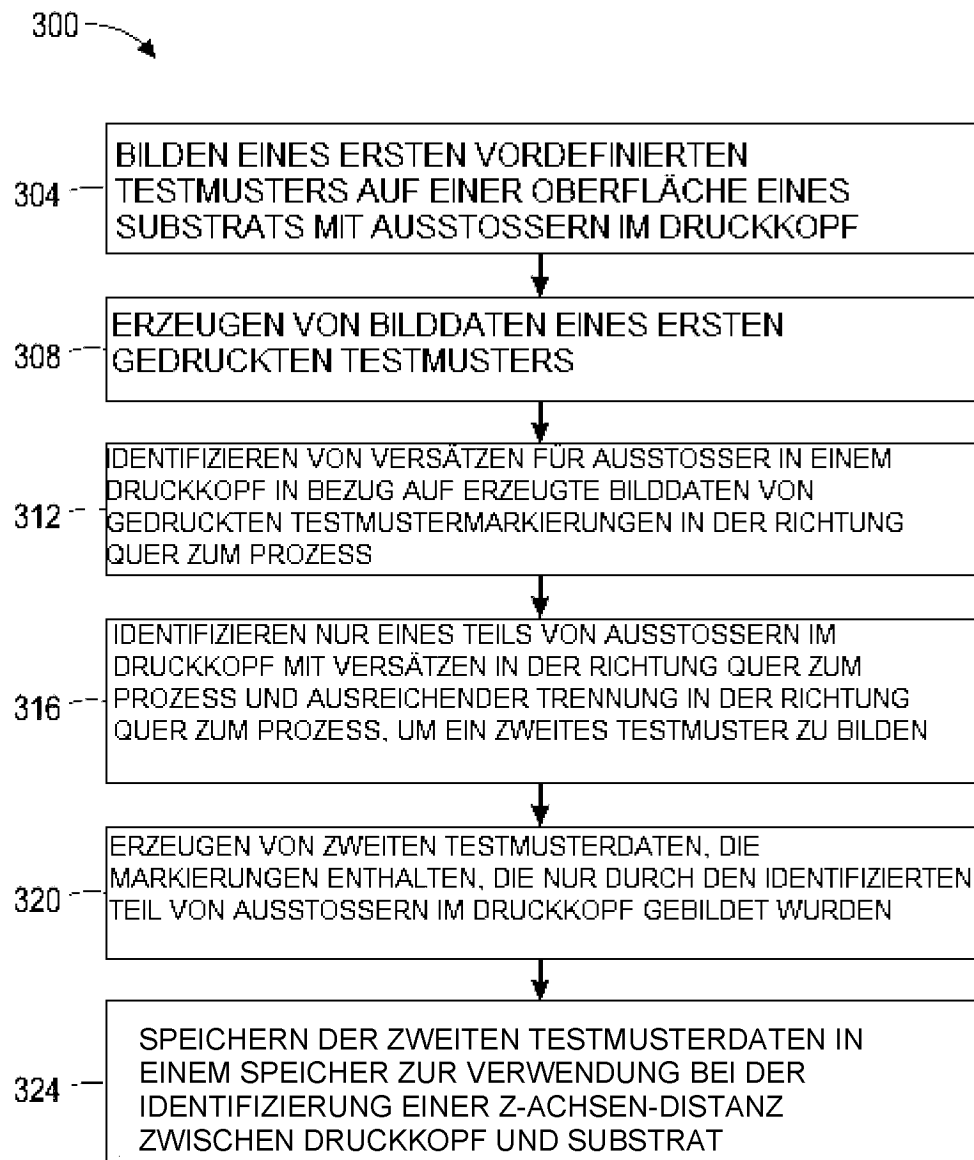 300
304
BILDEN EINES ERSTEN VORDEFINIERTEN
TESTMUSTERS AUF EINER OBERFLÄCHE EINES
SUBSTRATS MIT AUSSTOSSERN IM DRUCKKOPF
308
ERZEUGEN VON BILDDATEN EINES ERSTEN
GEDRUCKTEN TESTMUSTERS
312
IDENTIFIZIEREN VON VERSÄTZEN FÜR AUSSTOSSER IN EINEM
DRUCKKOPF IN BEZUG AUF ERZEUGTE BILDDATEN VON
GEDRUCKTEN TESTMUSTERMARKIERUNGEN IN DER RICHTUNG
QUER ZUM PROZESS
316
IDENTIFIZIEREN NUR EINES TEILS VON AUSSTOSSERN IM
DRUCKKOPF MIT VERSÄTZEN IN DER RICHTUNG QUER ZUM
PROZESS UND AUSREICHENDER TRENNUNG IN DER RICHTUNG
QUER ZUM PROZESS, UM EIN ZWEITES TESTMUSTER ZU BILDEN
320
ERZEUGEN VON ZWEITEN TESTMUSTERDATEN, DIE
MARKIERUNGEN ENTHALTEN, DIE NUR DURCH DEN IDENTIFIZIERTEN
TEIL VON AUSSTOSSERN IM DRUCKKOPF GEBILDET WURDEN
324
SPEICHERN DER ZWEITEN TESTMUSTERDATEN IN
EINEM SPEICHER ZUR VERWENDUNG BEI DER
IDENTIFIZIERUNG EINER Z-ACHSEN-DISTANZ
ZWISCHEN DRUCKKOPF UND SUBSTRAT